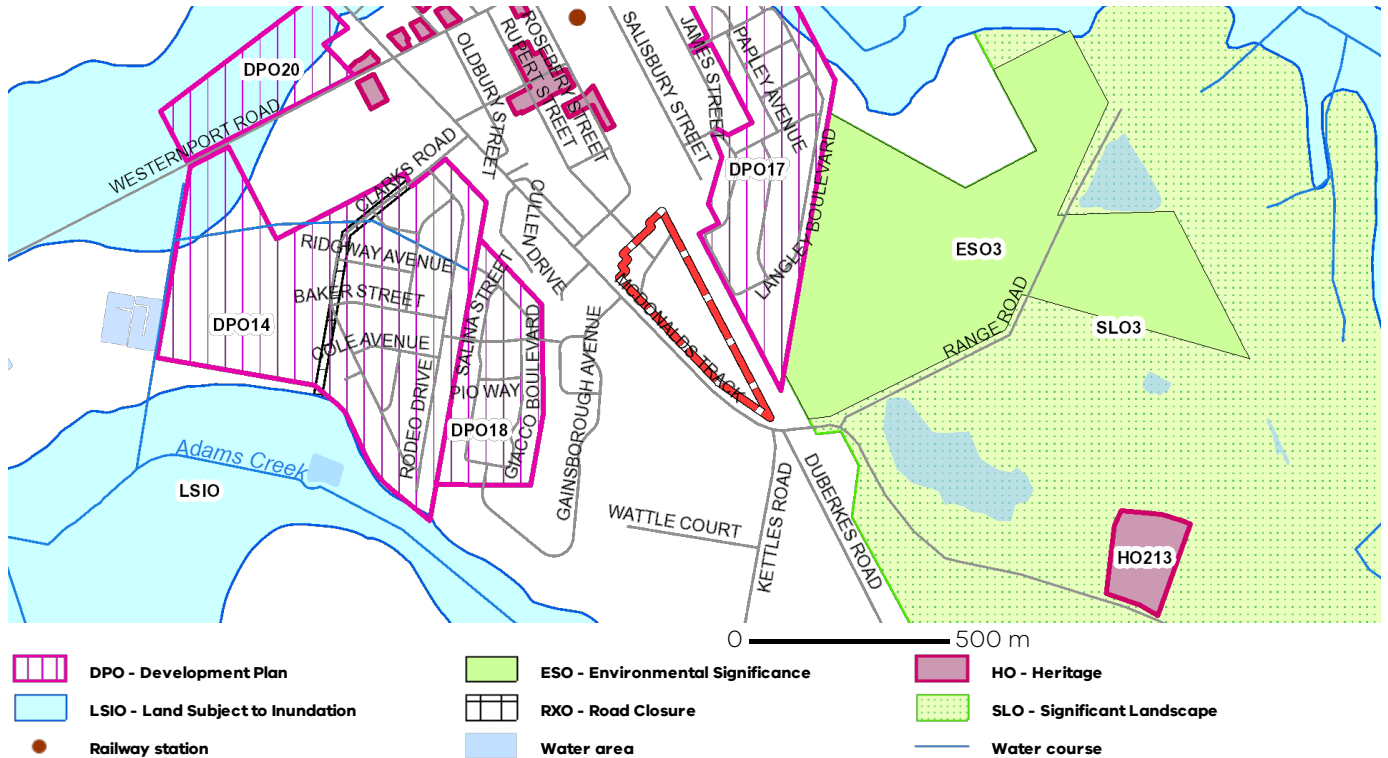 DPO20
WESTERNPORT ROAD
CLARKS ROAD
OLDBURY STREET
RUPERT STREET
ROSEBERY STREET
SALISBURY STREET
JAMES STREET
PAPLEY AVENUE
DPO17
LANGLEY BOULEVARD
CULLEN DRIVE
RIDGWAY AVENUE
BAKER STREET
DPO14
COLE AVENUE
SALINA STREET
RODEO DRIVE
PIO WAY
DPO18
GIACCO BOULEVARD
GAINSBOROUGH AVENUE
MCDONALDS TRACK
ESO3
RANGE ROAD
SLO3
Adams Creek
LSIO
WATTLE COURT
KETTLES ROAD
DUBERKES ROAD
HO213
0 500 m
DPO - Development Plan
ESO - Environmental Significance
HO - Heritage
LSIO - Land Subject to Inundation
RXO - Road Closure
SLO - Significant Landscape
Railway station
Water area
Water course